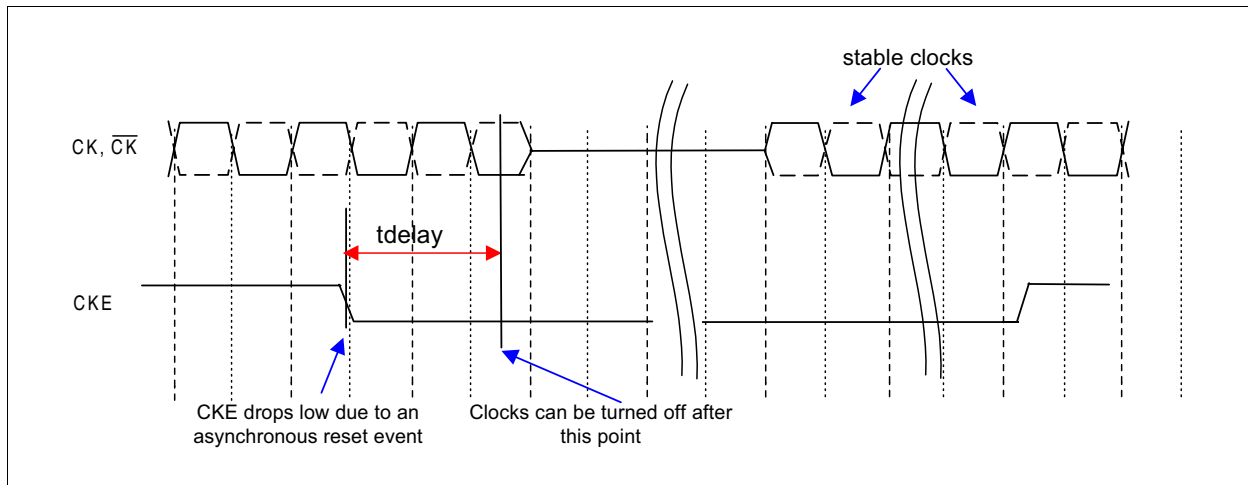 stable clocks
CK, C̅K̅
tdelay
CKE
CKE drops low due to an
asynchronous reset event
Clocks can be turned off after
this point